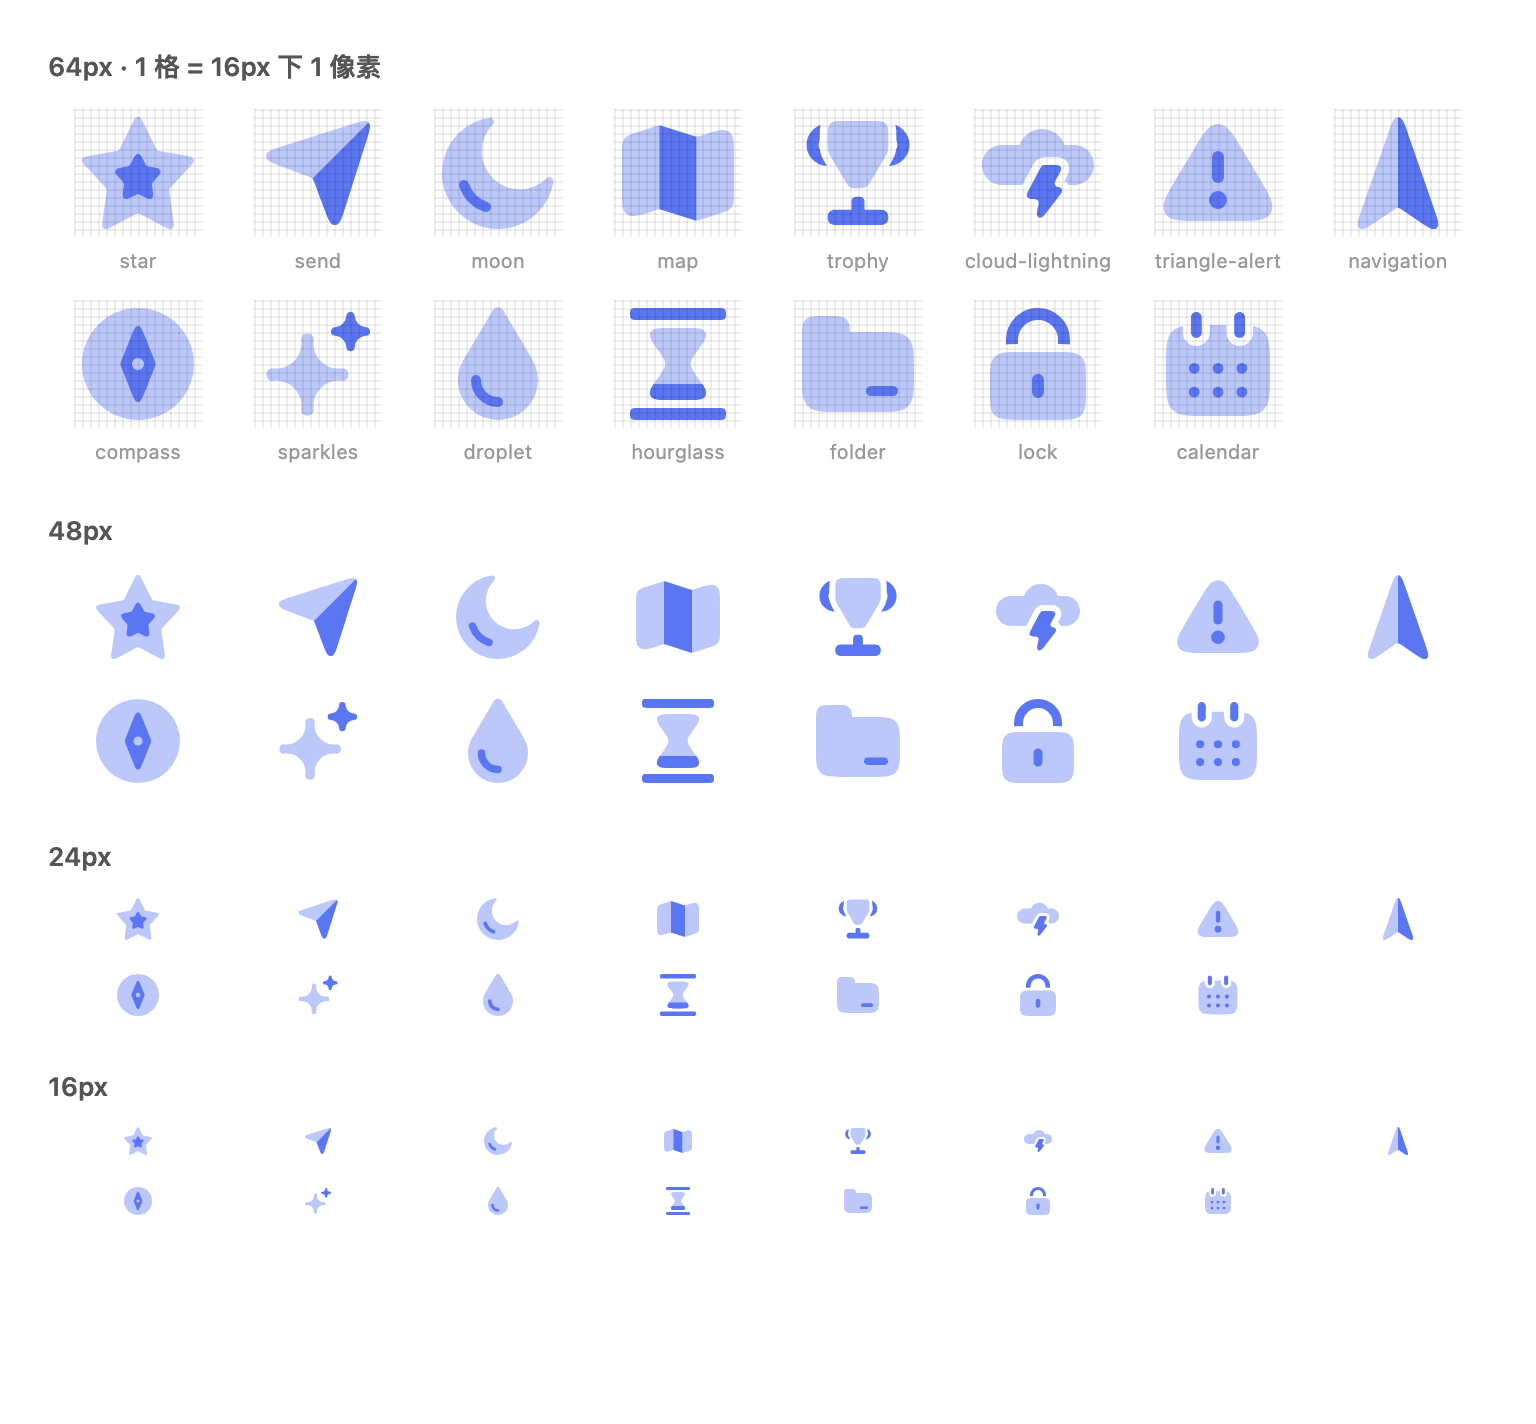 64px · 1 格 = 16px 下 1 像素
star send moon map trophy cloud-lightning triangle-alert navigation
compass sparkles droplet hourglass folder lock calendar
48px
24px
16px